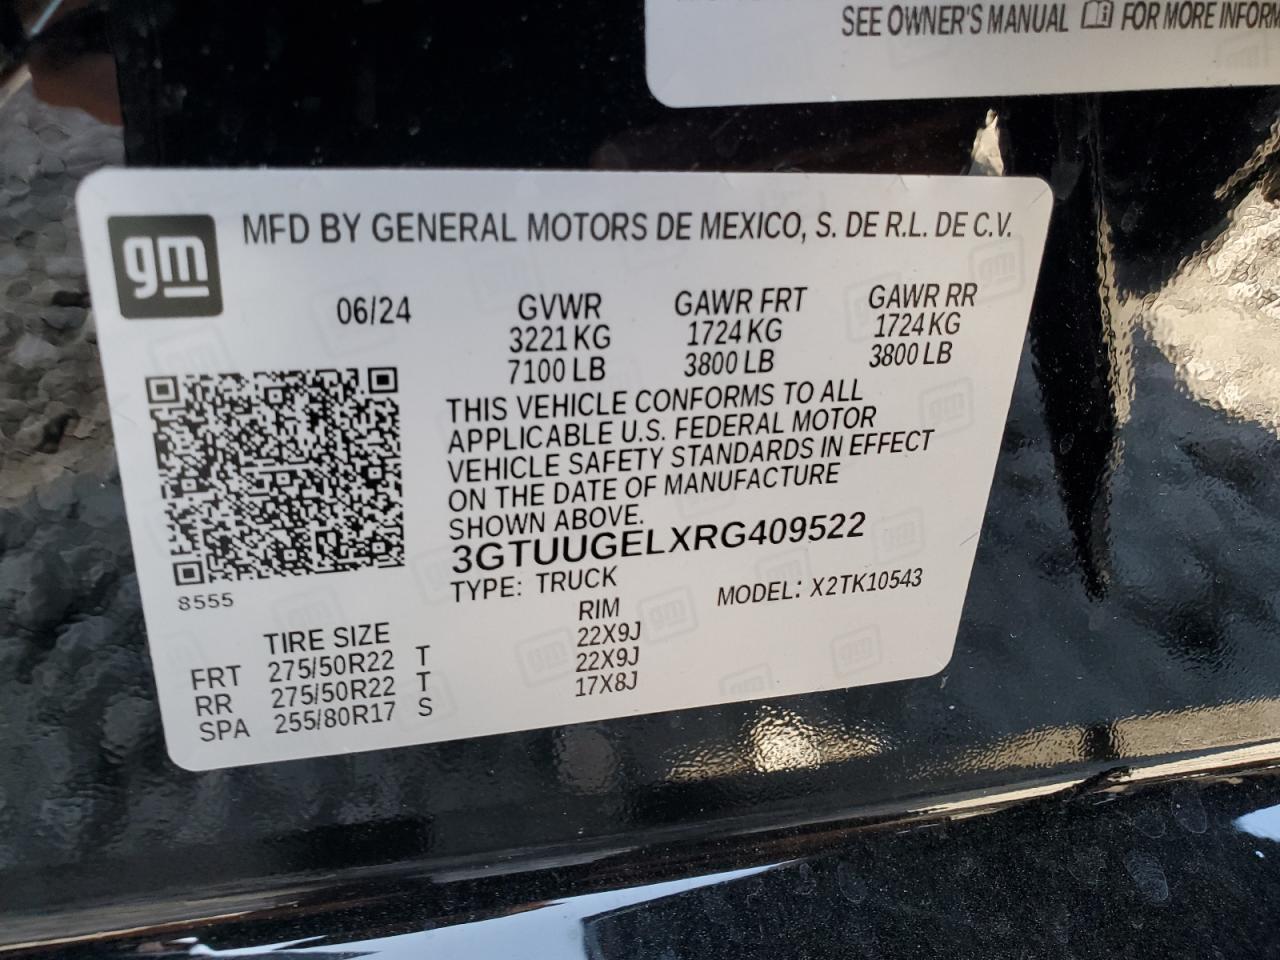 SEE OWNER'S MANUAL FOR MORE INFORM
gm
MFD BY GENERAL MOTORS DE MEXICO, S. DE R.L. DE C.V.
06/24 GVWR GAWR FRT GAWR RR
3221 KG 1724 KG 1724 KG
7100 LB 3800 LB 3800 LB
THIS VEHICLE CONFORMS TO ALL
APPLICABLE U.S. FEDERAL MOTOR
VEHICLE SAFETY STANDARDS IN EFFECT
ON THE DATE OF MANUFACTURE
SHOWN ABOVE.
3GTUUGELXRG409522
8555
TYPE: TRUCK MODEL: X2TK10543
TIRE SIZE RIM
FRT 275/50R22 T 22X9J
RR 275/50R22 T 22X9J
SPA 255/80R17 S 17X8J